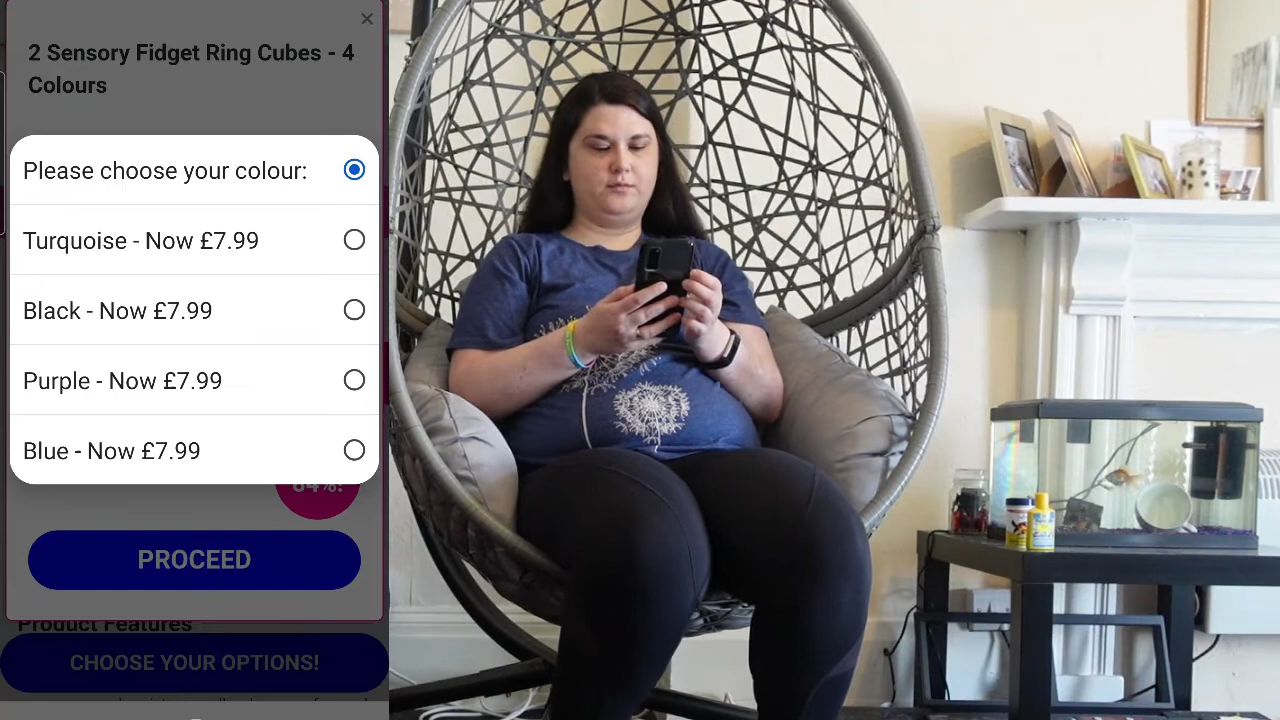 2 Sensory Fidget Ring Cubes - 4
Colours
Please choose your colour:
Turquoise - Now £7.99
Black - Now £7.99
Purple - Now £7.99
Blue - Now £7.99
PROCEED
Product Features
CHOOSE YOUR OPTIONS!